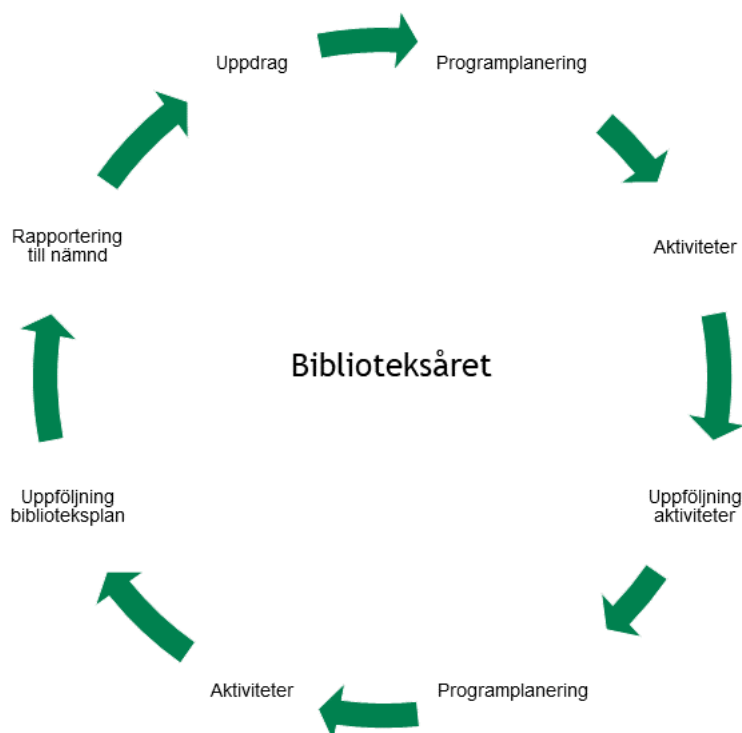 Uppdrag
Programplanering
Aktiviteter
Uppföljning
aktiviteter
Programplanering
Aktiviteter
Uppföljning
biblioteksplan
Rapportering
till nämnd
Biblioteksåret